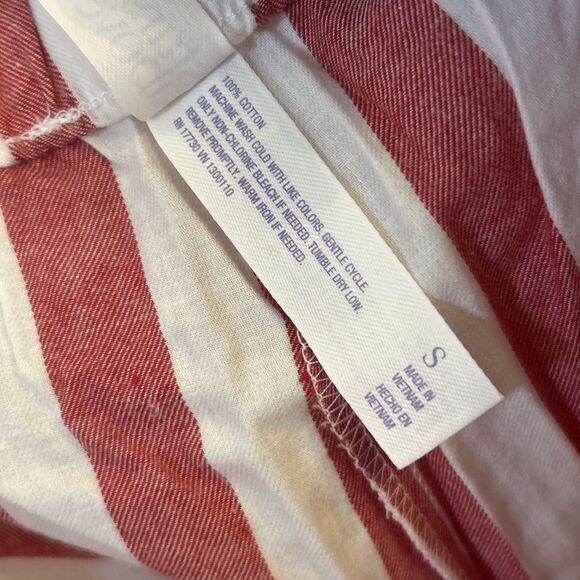 100% COTTON
MACHINE WASH COLD WITH LIKE COLORS. GENTLE CYCLE.
ONLY NON-CHLORINE BLEACH IF NEEDED. TUMBLE DRY LOW.
REMOVE PROMPTLY. WARM IRON IF NEEDED.
RN 17730 VN 1300110
S
MADE IN
VIETNAM
HECHO EN
VIETNAM